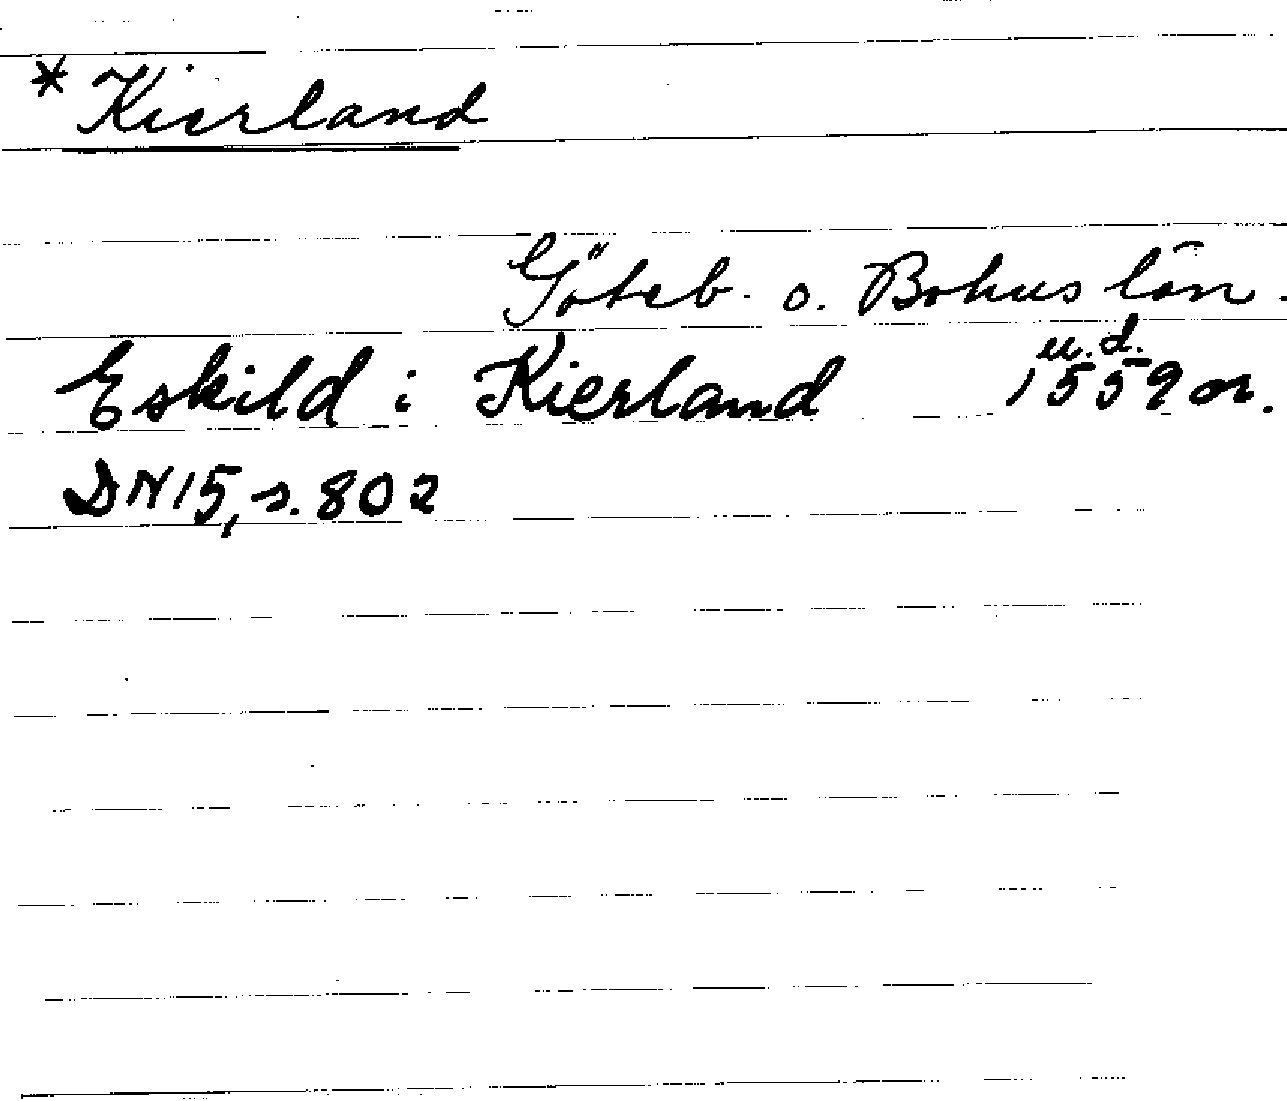 * Kierland
Göteb. o. Bohus län.
u. d.
Eskild i Kierland 1559 or.
DN 15, s. 802